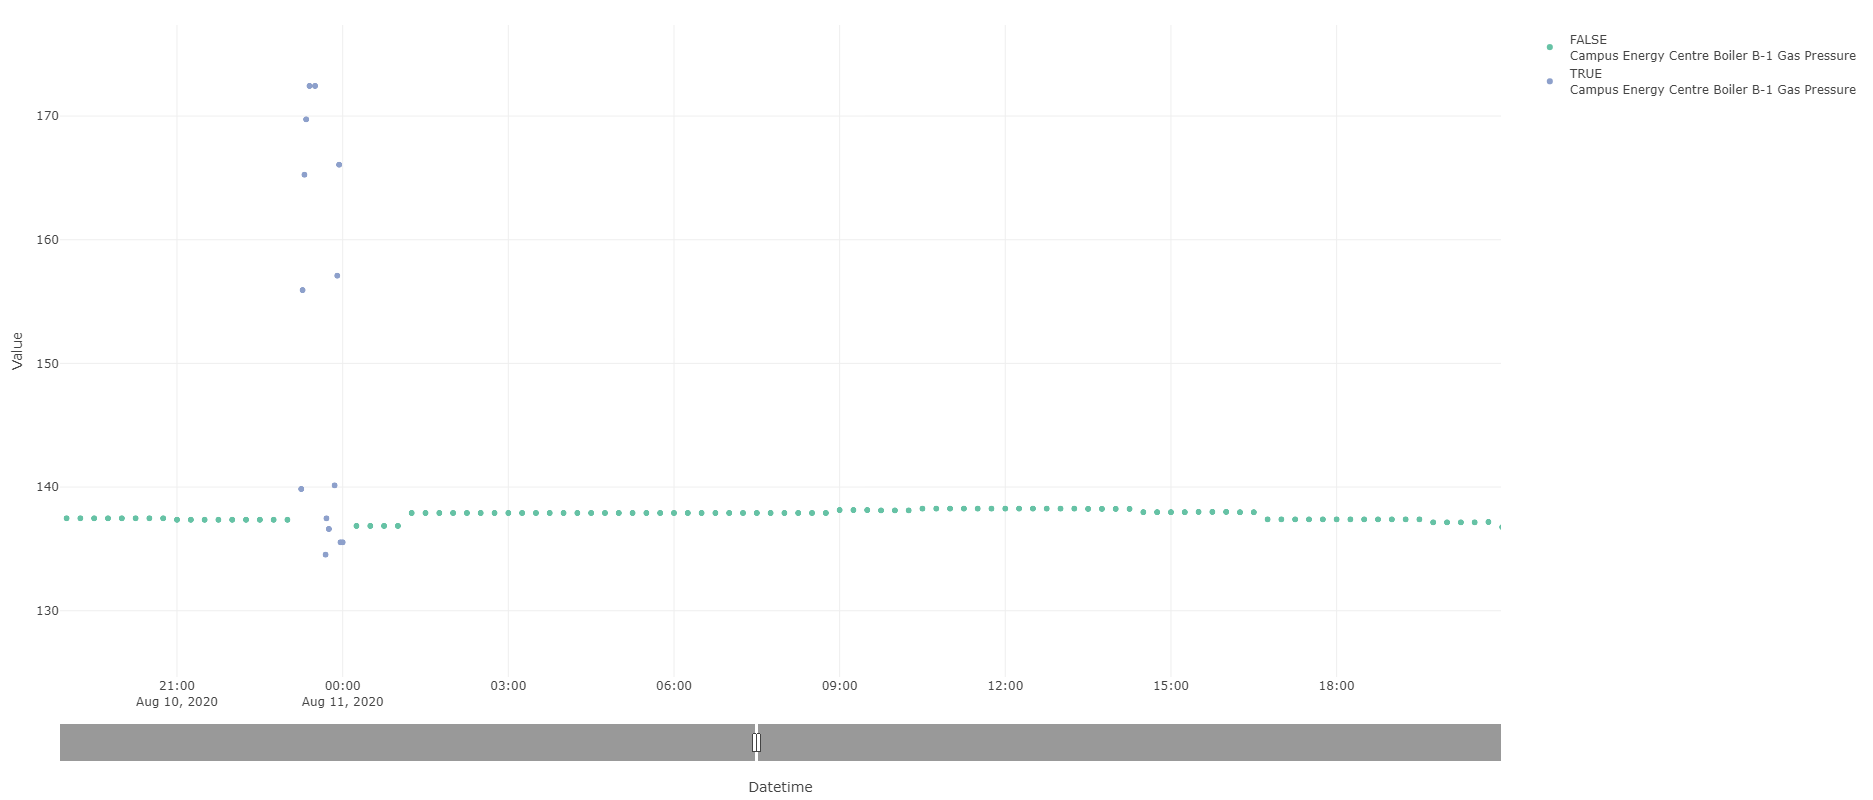 FALSE
Campus Energy Centre Boiler B-1 Gas Pressure
TRUE
Campus Energy Centre Boiler B-1 Gas Pressure
170
160
150
140
130
Value
21:00 00:00 03:00 06:00 09:00 12:00 15:00 18:00
Aug 10, 2020 Aug 11, 2020
Datetime